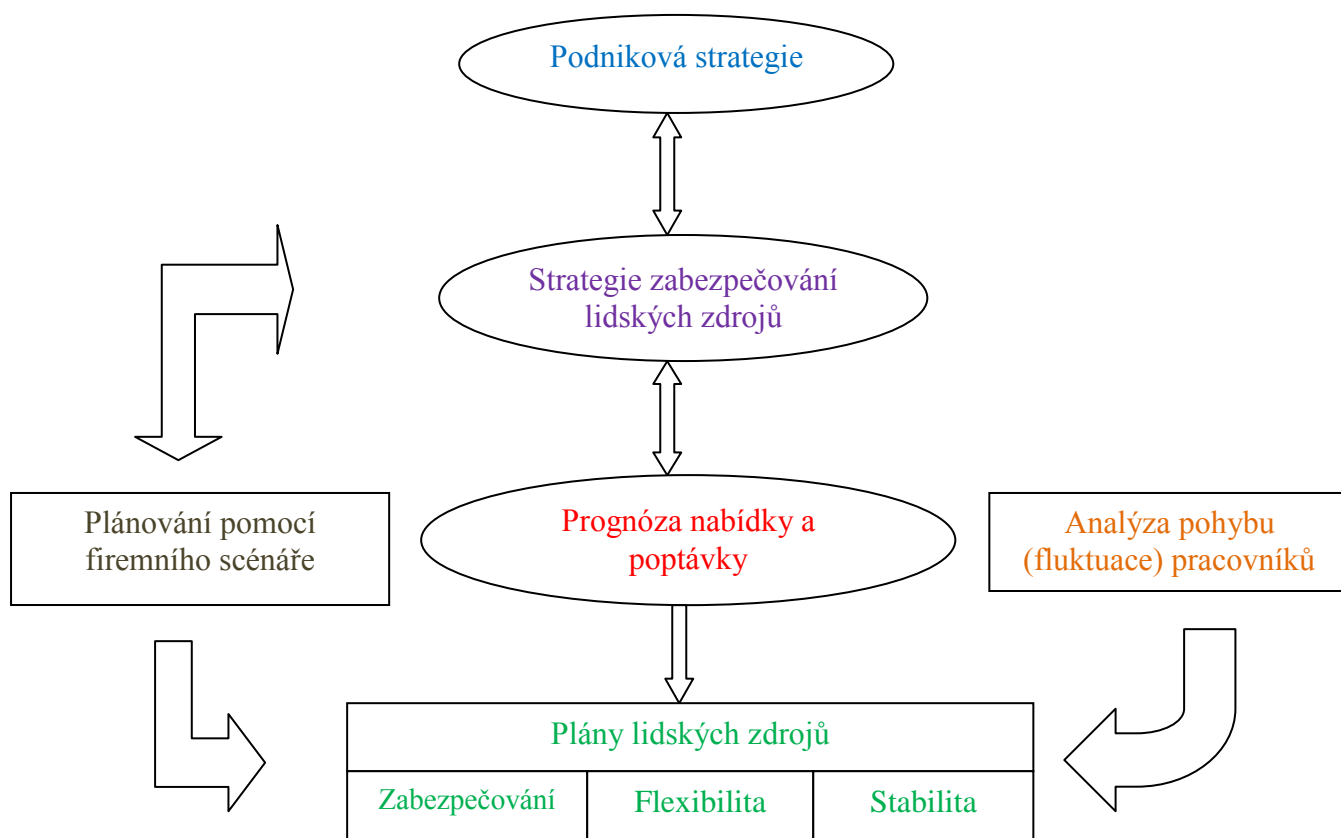 Podniková strategie
Strategie zabezpečování
lidských zdrojů
Plánování pomocí
firemního scénáře
Prognóza nabídky a
poptávky
Analýza pohybu
(fluktuace) pracovníků
Plány lidských zdrojů
Zabezpečování
Flexibilita
Stabilita